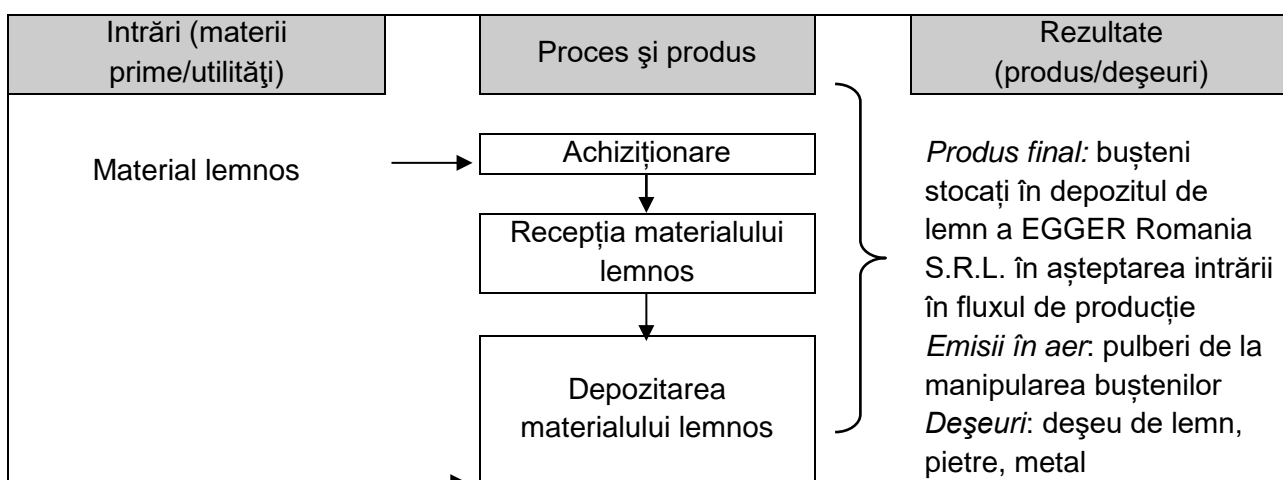 Intrări (materii
prime/utilităţi)
Proces şi produs
Rezultate
(produs/deşeuri)
Material lemnos
Achiziționare
Recepția materialului
lemnos
Depozitarea
materialului lemnos
Produs final: bușteni
stocați în depozitul de
lemn a EGGER Romania
S.R.L. în așteptarea intrării
în fluxul de producție
Emisii în aer: pulberi de la
manipularea buștenilor
Deşeuri: deșeu de lemn,
pietre, metal